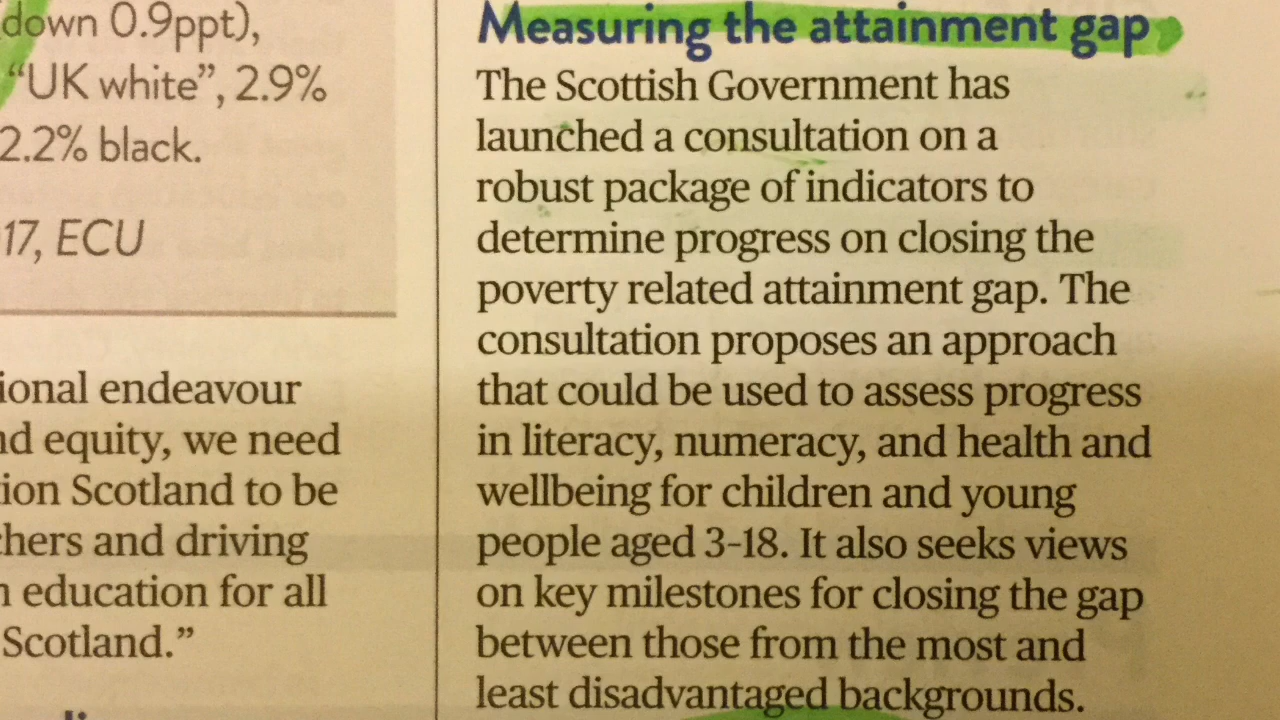 down 0.9ppt),
"UK white", 2.9%
2.2% black.
17, ECU
endeavour
equity, we need
Scotland to be
and driving
education for all
Scotland."
Measuring the attainment gap
The Scottish Government has
launched a consultation on a
robust package of indicators to
determine progress on closing the
poverty related attainment gap. The
consultation proposes an approach
that could be used to assess progress
in literacy, numeracy, and health and
wellbeing for children and young
people aged 3-18. It also seeks views
on key milestones for closing the gap
between those from the most and
least disadvantaged backgrounds.